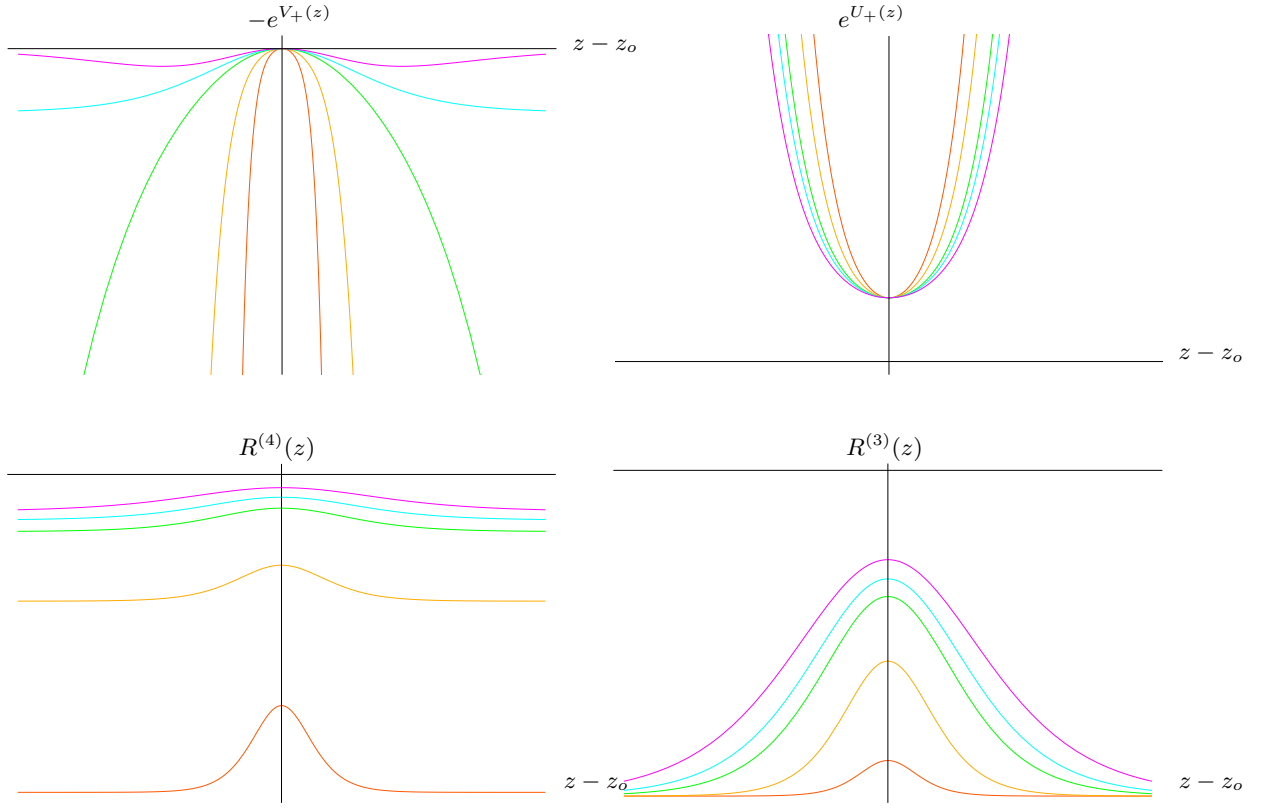 $-e^{V_+(z)}$
$z - z_o$
$e^{U_+(z)}$
$z - z_o$
$R^{(4)}(z)$
$z - z_o$
$R^{(3)}(z)$
$z - z_o$